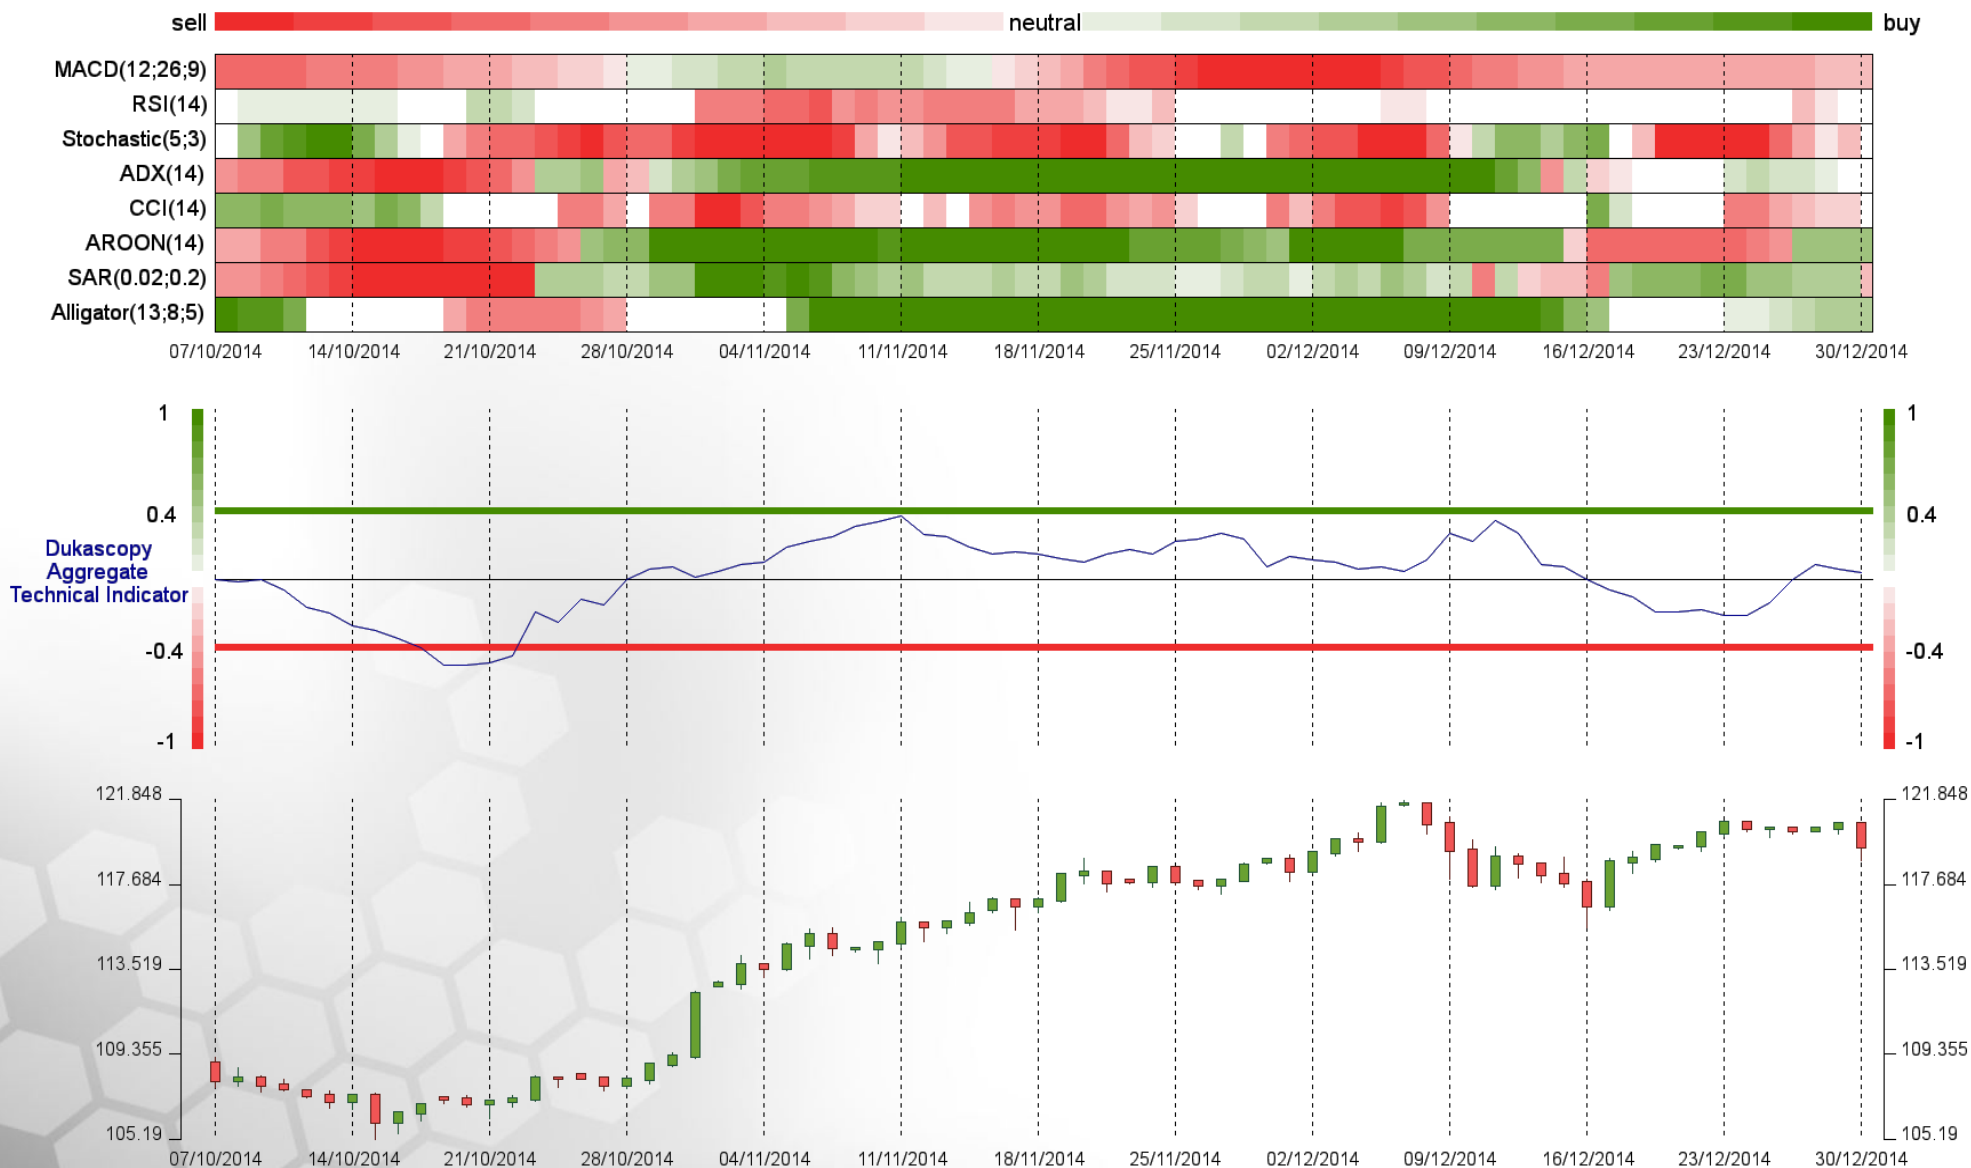 sell neutral buy
MACD(12;26;9)
RSI(14)
Stochastic(5;3)
ADX(14)
CCI(14)
AROON(14)
SAR(0.02;0.2)
Alligator(13;8;5)
07/10/2014 14/10/2014 21/10/2014 28/10/2014 04/11/2014 11/11/2014 18/11/2014 25/11/2014 02/12/2014 09/12/2014 16/12/2014 23/12/2014 30/12/2014
1 1
0.4 0.4
Dukascopy
Aggregate
Technical Indicator
-0.4 -0.4
-1 -1
121.848 121.848
117.684 117.684
113.519 113.519
109.355 109.355
105.19 105.19
07/10/2014 14/10/2014 21/10/2014 28/10/2014 04/11/2014 11/11/2014 18/11/2014 25/11/2014 02/12/2014 09/12/2014 16/12/2014 23/12/2014 30/12/2014